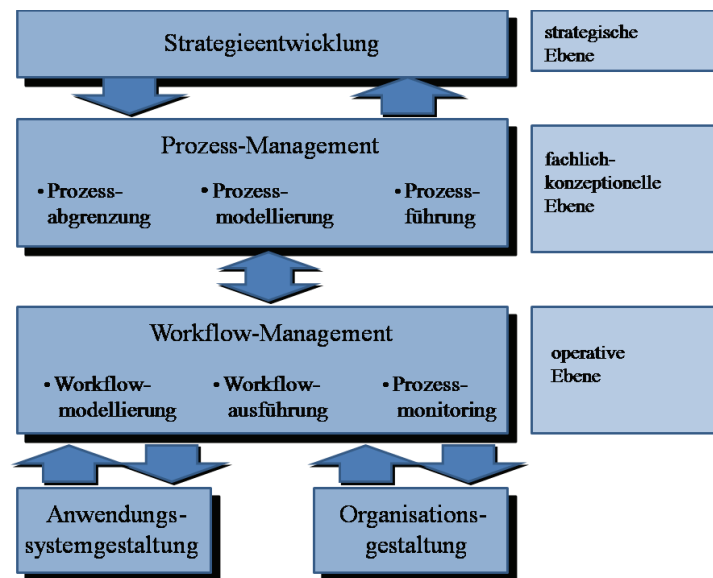 Strategieentwicklung
strategische
Ebene
Prozess-Management
• Prozess-
abgrenzung
• Prozess-
modellierung
• Prozess-
führung
fachlich-
konzeptionelle
Ebene
Workflow-Management
• Workflow-
modellierung
• Workflow-
ausführung
• Prozess-
monitoring
operative
Ebene
Anwendungs-
systemgestaltung
Organisations-
gestaltung